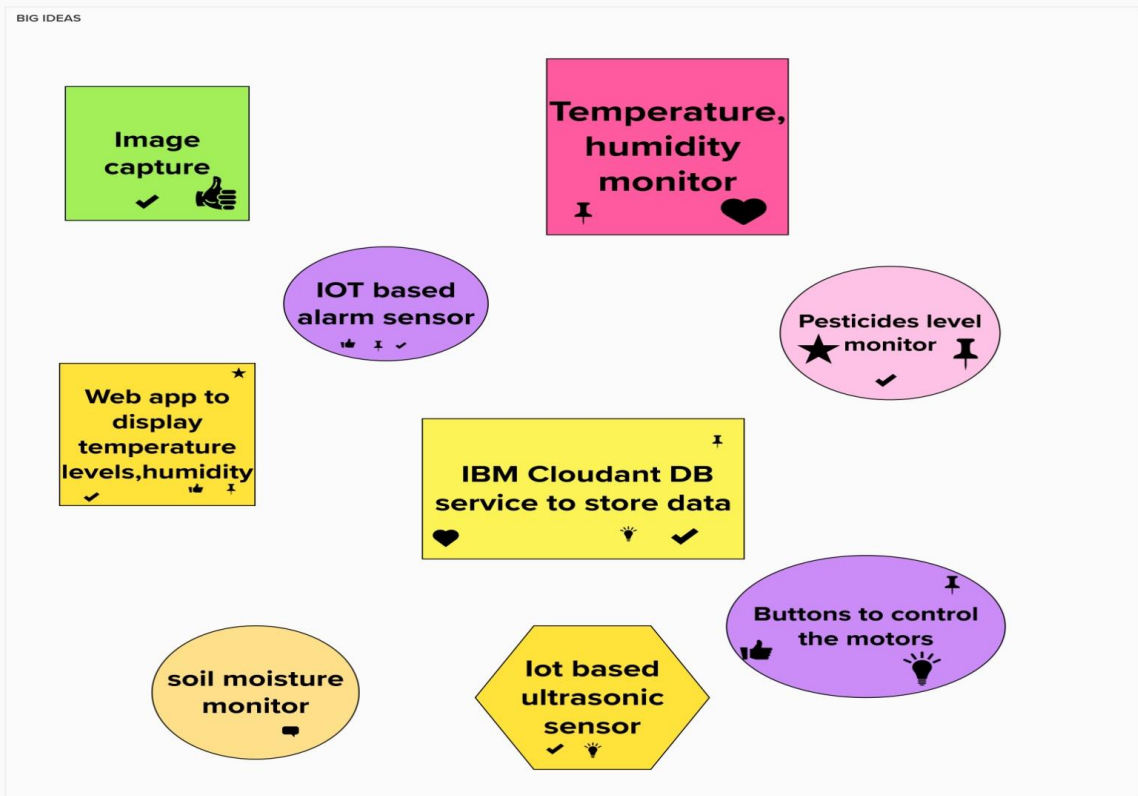 BIG IDEAS
Image
capture
Temperature,
humidity
monitor
IOT based
alarm sensor
Pesticides level
monitor
Web app to
display
temperature
levels,humidity
IBM Cloudant DB
service to store data
Buttons to control
the motors
soil moisture
monitor
Iot based
ultrasonic
sensor